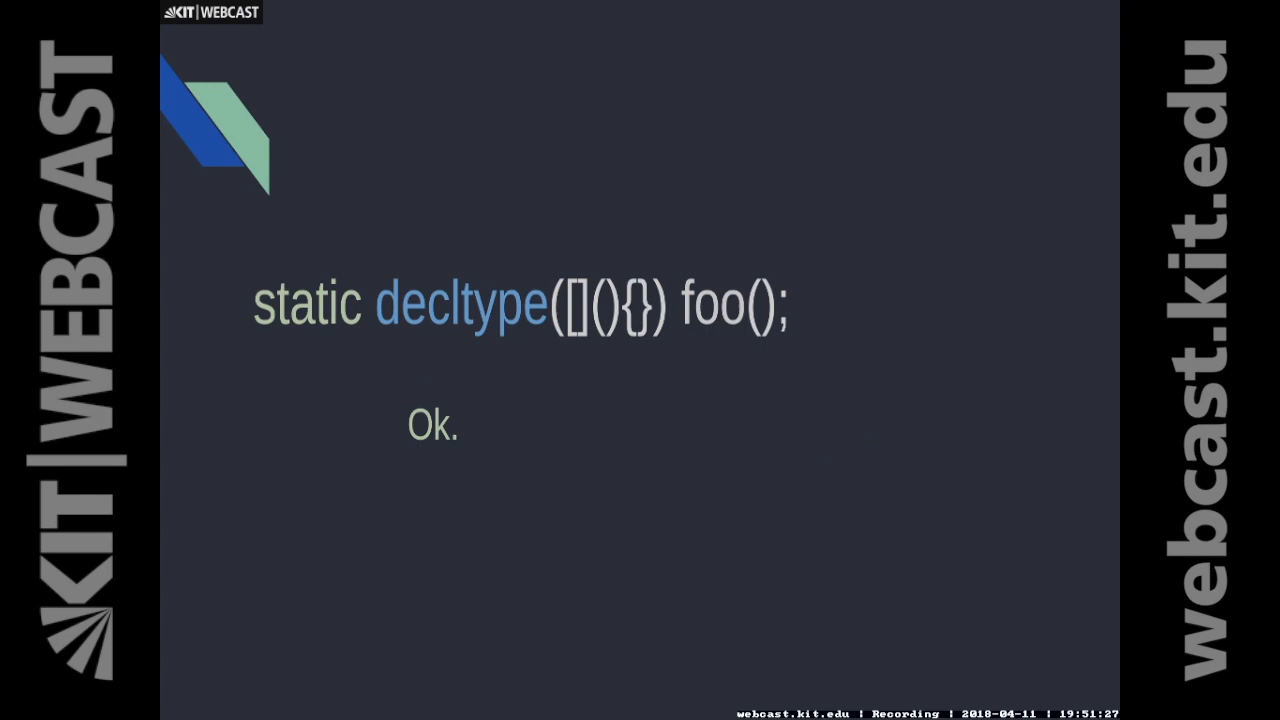 KIT|WEBCAST
static decltype([](){}) foo();
Ok.
KIT|WEBCAST
webcast.kit.edu
webcast.kit.edu | Recording | 2018-04-11 | 19:51:27